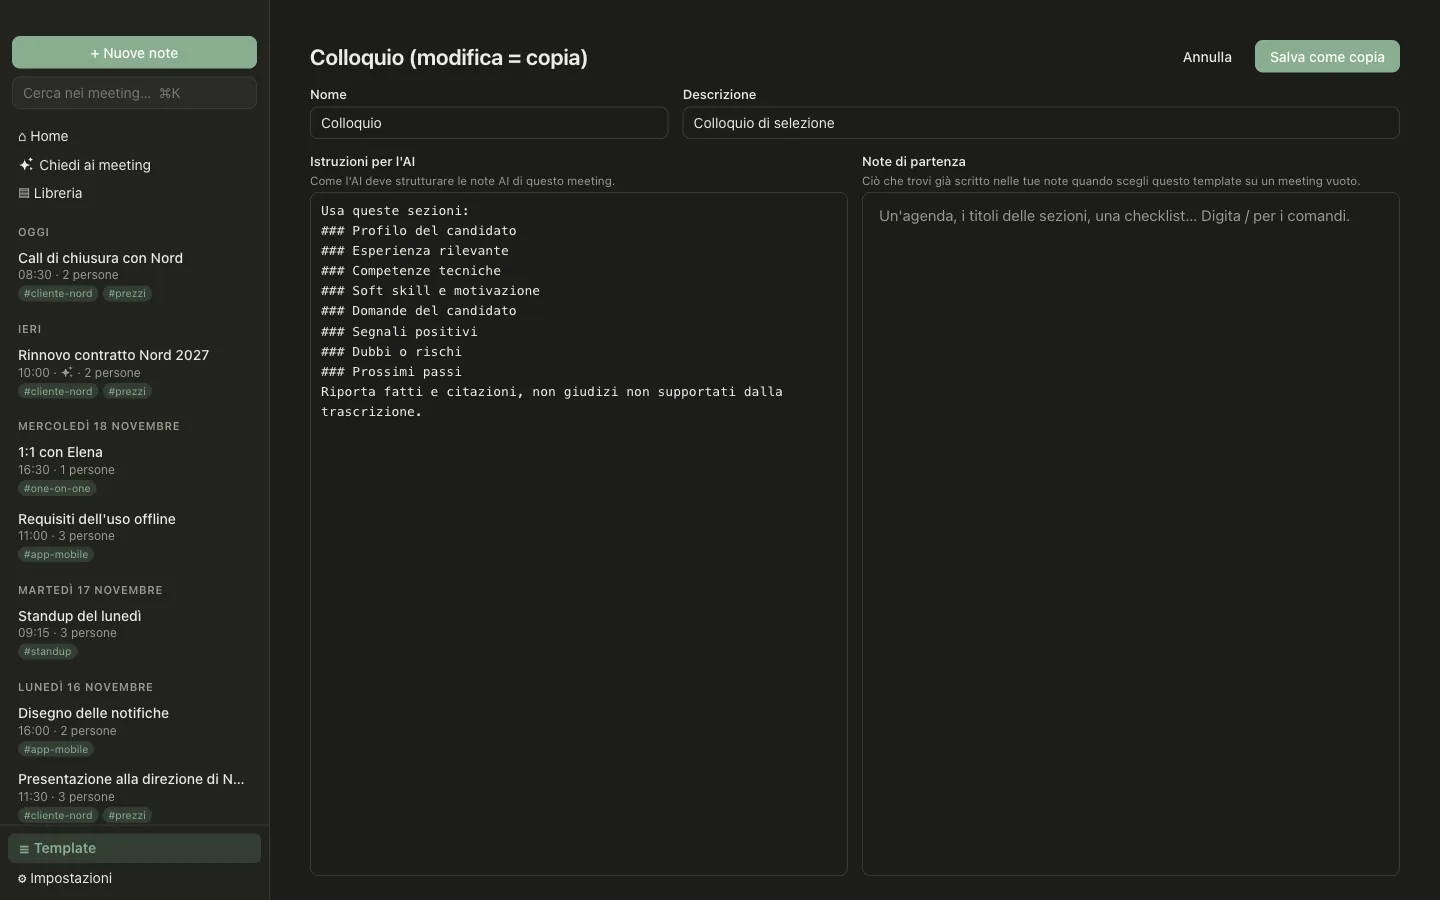 + Nuove note
Cerca nei meeting... ⌘K
Home
Chiedi ai meeting
Libreria
OGGI
Call di chiusura con Nord
08:30 · 2 persone
#cliente-nord #prezzi
IERI
Rinnovo contratto Nord 2027
10:00 · 2 persone
#cliente-nord #prezzi
MERCOLEDÌ 18 NOVEMBRE
1:1 con Elena
16:30 · 1 persone
#one-on-one
Requisiti dell'uso offline
11:00 · 3 persone
#app-mobile
MARTEDÌ 17 NOVEMBRE
Standup del lunedì
09:15 · 3 persone
#standup
LUNEDÌ 16 NOVEMBRE
Disegno delle notifiche
16:00 · 2 persone
#app-mobile
Presentazione alla direzione di N...
11:30 · 3 persone
#cliente-nord #prezzi
Template
Impostazioni
Colloquio (modifica = copia)
Annulla
Salva come copia
Nome
Colloquio
Descrizione
Colloquio di selezione
Istruzioni per l'AI
Come l'AI deve strutturare le note AI di questo meeting.
Usa queste sezioni:
### Profilo del candidato
### Esperienza rilevante
### Competenze tecniche
### Soft skill e motivazione
### Domande del candidato
### Segnali positivi
### Dubbi o rischi
### Prossimi passi
Riporta fatti e citazioni, non giudizi non supportati dalla
trascrizione.
Note di partenza
Ciò che trovi già scritto nelle tue note quando scegli questo template su un meeting vuoto.
Un'agenda, i titoli delle sezioni, una checklist... Digita / per i comandi.